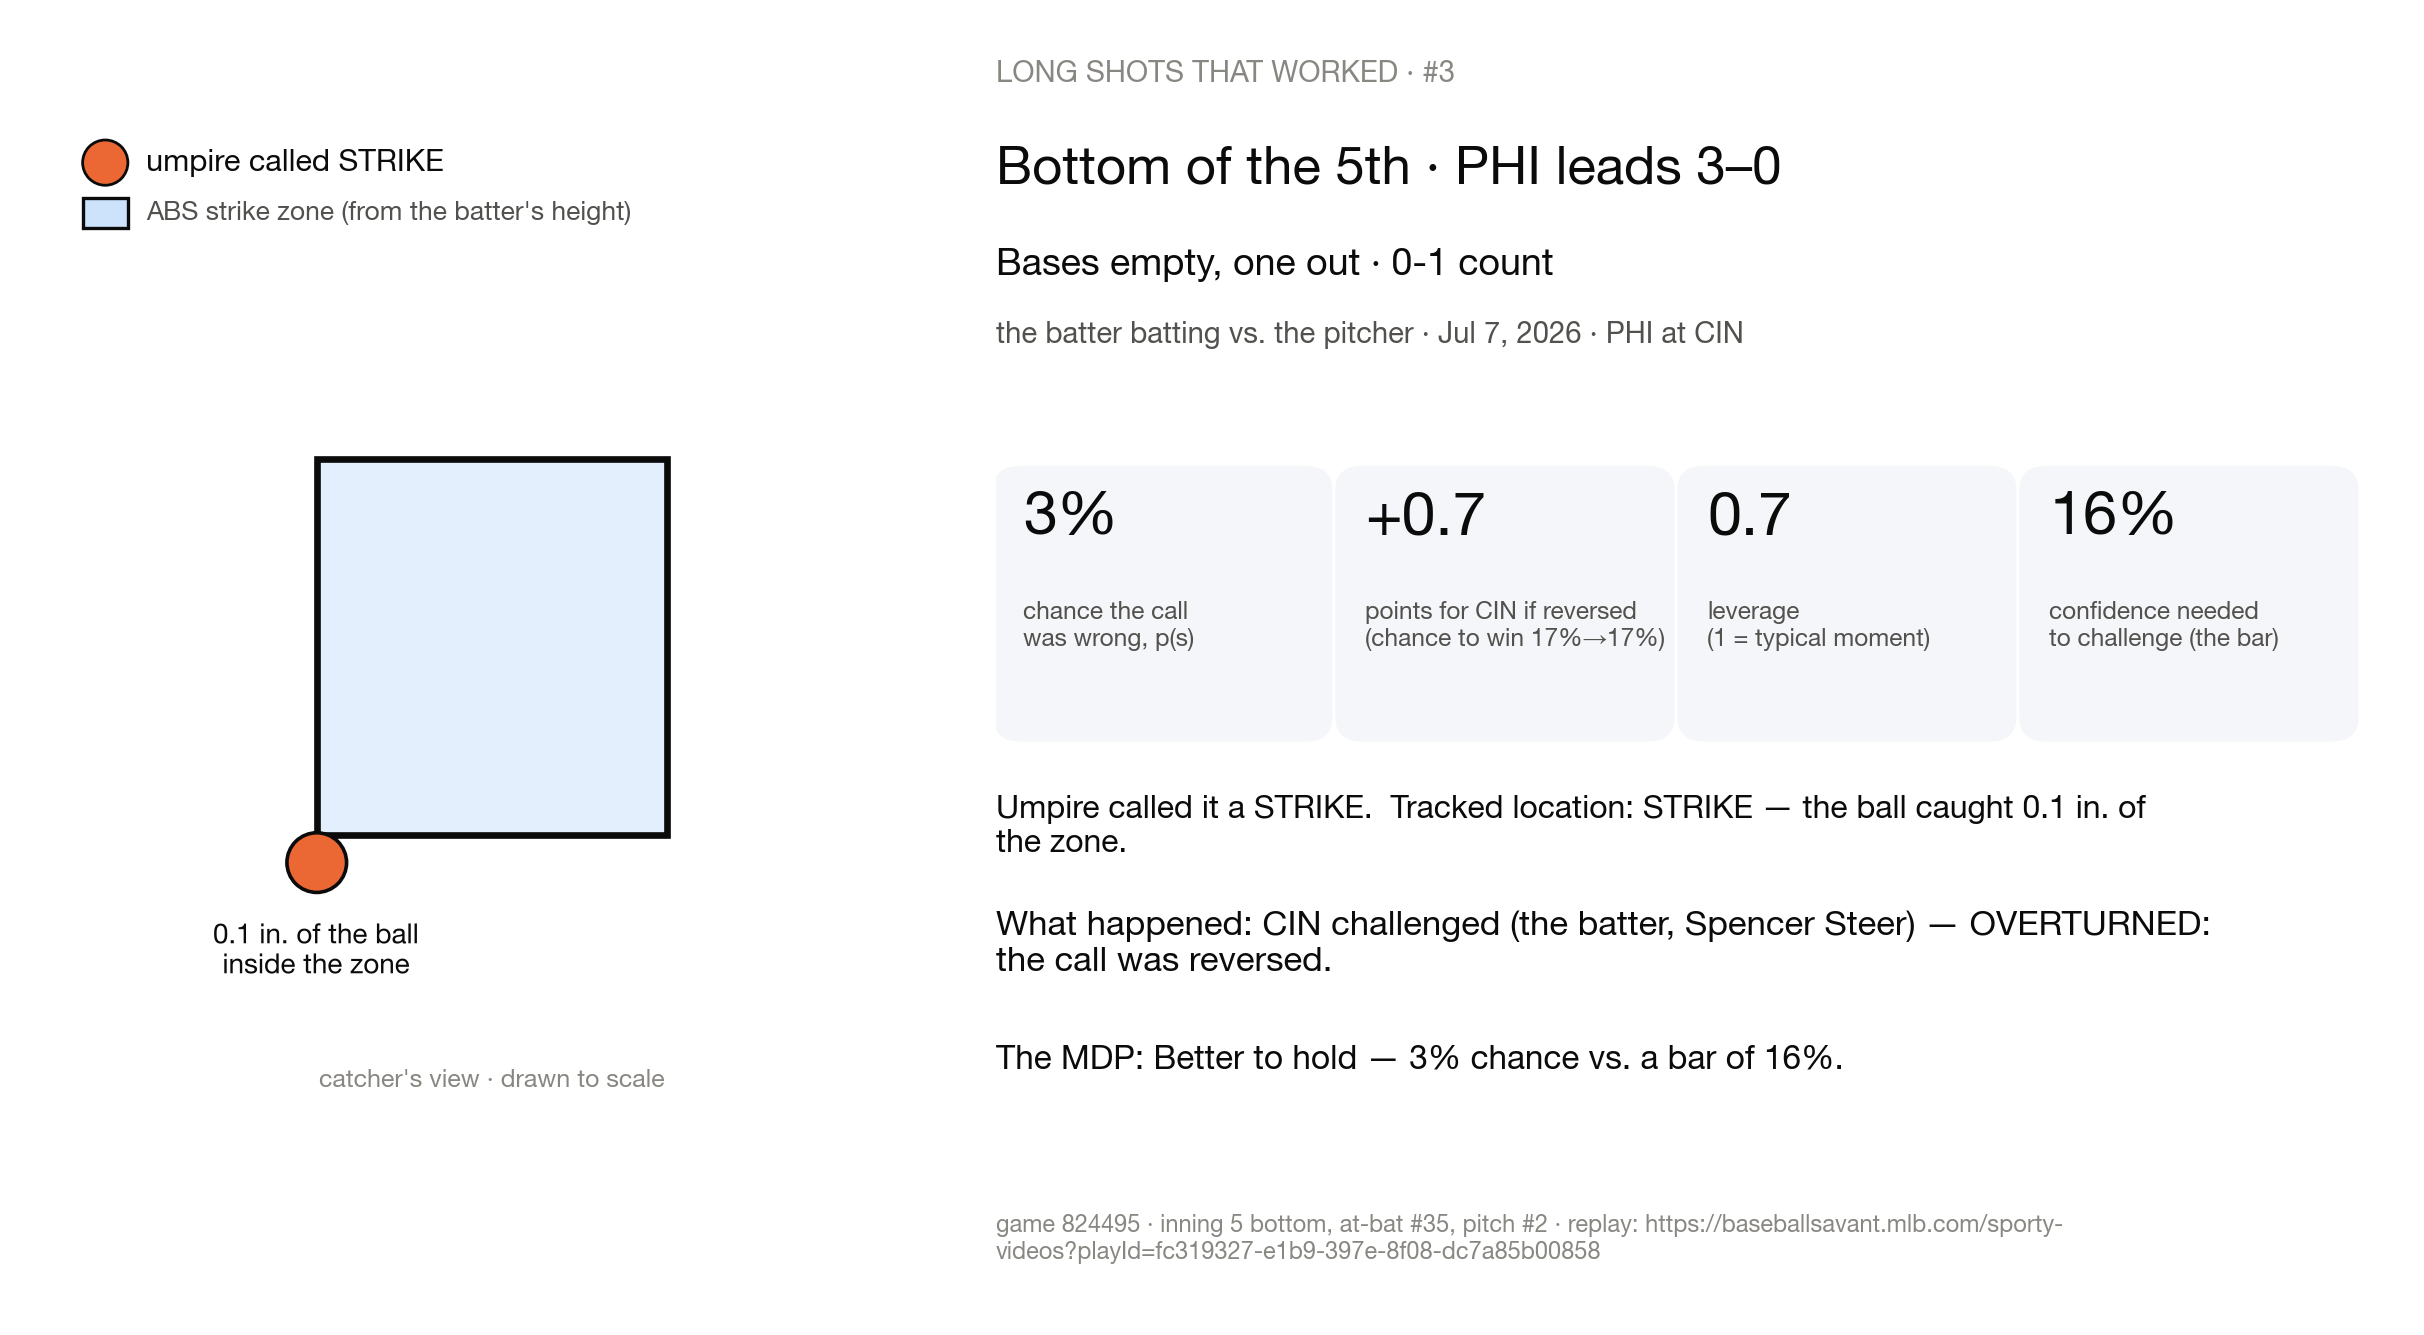 LONG SHOTS THAT WORKED · #3
umpire called STRIKE
ABS strike zone (from the batter's height)
Bottom of the 5th · PHI leads 3–0
Bases empty, one out · 0-1 count
the batter batting vs. the pitcher · Jul 7, 2026 · PHI at CIN
3%
chance the call
was wrong, p(s)
+0.7
points for CIN if reversed
(chance to win 17%→17%)
0.7
leverage
(1 = typical moment)
16%
confidence needed
to challenge (the bar)
0.1 in. of the ball
inside the zone
catcher's view · drawn to scale
Umpire called it a STRIKE.  Tracked location: STRIKE — the ball caught 0.1 in. of
the zone.
What happened: CIN challenged (the batter, Spencer Steer) — OVERTURNED:
the call was reversed.
The MDP: Better to hold — 3% chance vs. a bar of 16%.
game 824495 · inning 5 bottom, at-bat #35, pitch #2 · replay: https://baseballsavant.mlb.com/sporty-
videos?playId=fc319327-e1b9-397e-8f08-dc7a85b00858